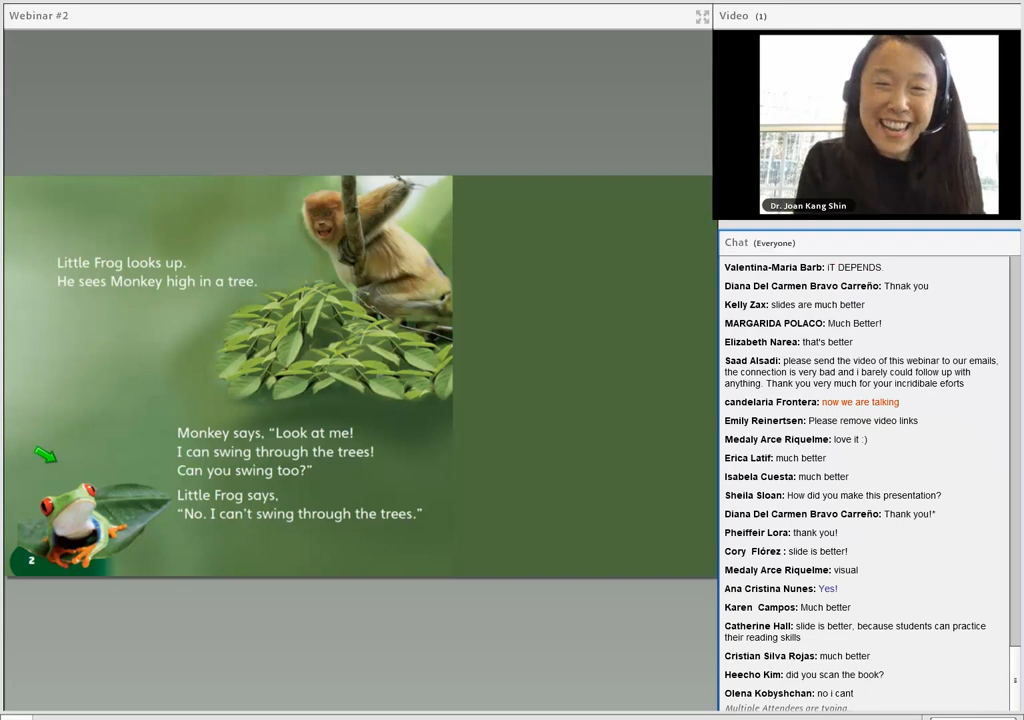 Webinar #2
Video (1)
Dr. Joan Kang Shin
Little Frog looks up.
He sees Monkey high in a tree.
Monkey says, “Look at me!
I can swing through the trees!
Can you swing too?”
Little Frog says,
“No. I can’t swing through the trees.”
2
Chat (Everyone)
Valentina-Maria Barb: iT DEPENDS.
Diana Del Carmen Bravo Carreño: Thnak you
Kelly Zax: slides are much better
MARGARIDA POLACO: Much Better!
Elizabeth Narea: that's better
Saad Alsadi: please send the video of this webinar to our emails,
the connection is very bad and i barely could follow up with
anything. Thank you very much for your incridibale eforts
candelaria Frontera: now we are talking
Emily Reinertsen: Please remove video links
Medaly Arce Riquelme: love it :)
Erica Latif: much better
Isabela Cuesta: much better
Sheila Sloan: How did you make this presentation?
Diana Del Carmen Bravo Carreño: Thank you!*
Pheiffeir Lora: thank you!
Cory Flórez : slide is better!
Medaly Arce Riquelme: visual
Ana Cristina Nunes: Yes!
Karen Campos: Much better
Catherine Hall: slide is better, because students can practice
their reading skills
Cristian Silva Rojas: much better
Heecho Kim: did you scan the book?
Olena Kobyshchan: no i cant
Multiple Attendees are typing.